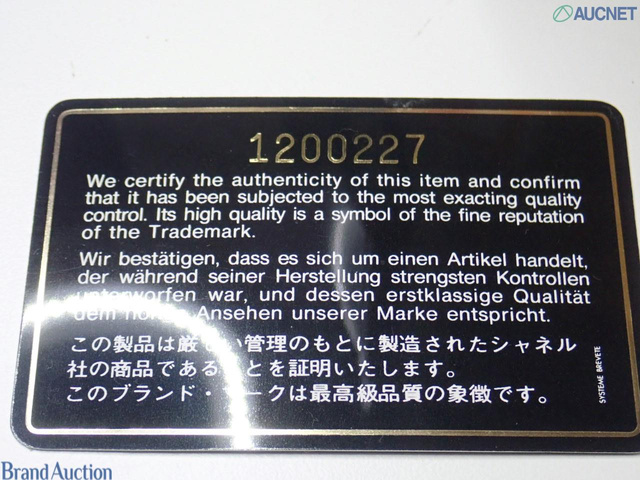 AUCNET
1200227
We certify the authenticity of this item and confirm
that it has been subjected to the most exacting quality
control. Its high quality is a symbol of the fine reputation
of the Trademark.
Wir bestätigen, dass es sich um einen Artikel handelt,
der während seiner Herstellung strengsten Kontrollen
unterworfen war, und dessen erstklassige Qualität
dem hohen Ansehen unserer Marke entspricht.
この製品は厳しい管理のもとに製造されたシャネル
社の商品であることを証明いたします。
このブランド・マークは最高級品質の象徴です。
SYSTEME BREVETE
Brand Auction